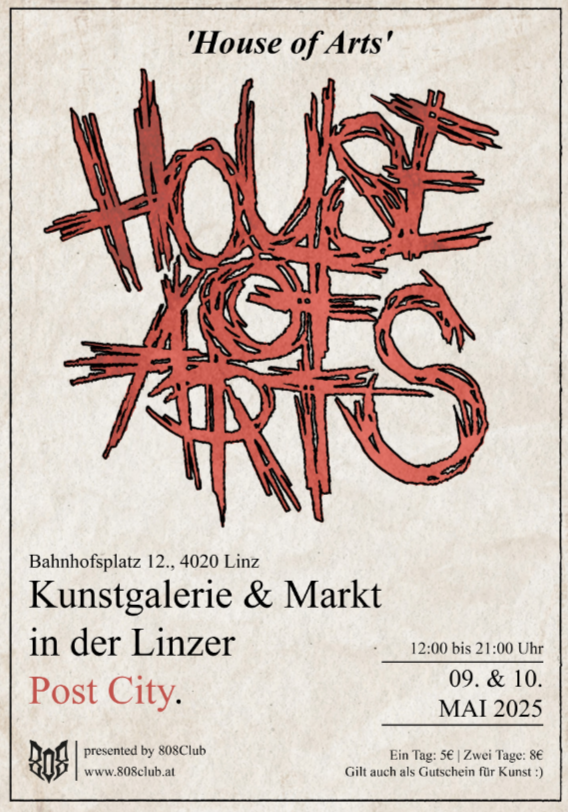 'House of Arts'
HOUSE
OF
ARTS
Bahnhofsplatz 12., 4020 Linz
Kunstgalerie & Markt
in der Linzer
Post City.
12:00 bis 21:00 Uhr
09. & 10.
MAI 2025
808
presented by 808Club
www.808club.at
Ein Tag: 5€ | Zwei Tage: 8€
Gilt auch als Gutschein für Kunst :)